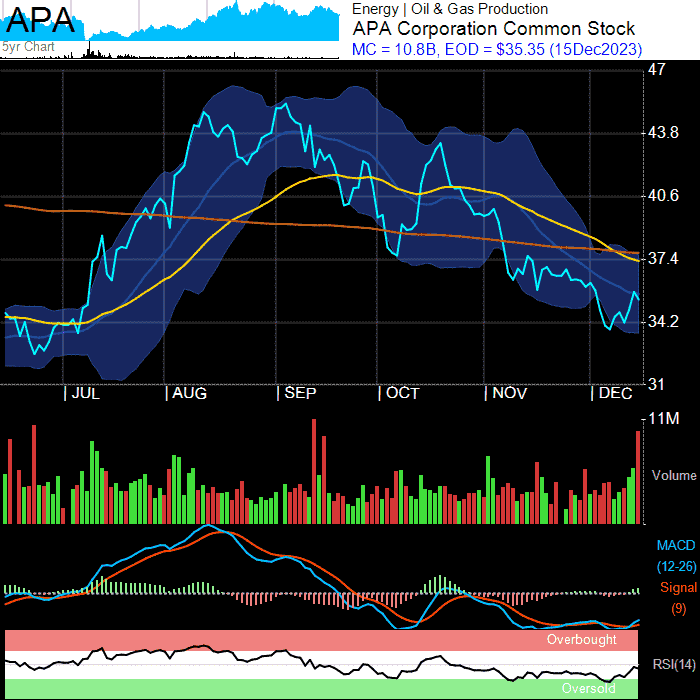 APA
5yr Chart
Energy | Oil & Gas Production
APA Corporation Common Stock
MC = 10.8B, EOD = $35.35 (15Dec2023)
47
43.8
40.6
37.4
34.2
31
| JUL | AUG | SEP | OCT | NOV | DEC
11M
Volume
MACD
(12-26)
Signal
(9)
Overbought
RSI(14)
Oversold